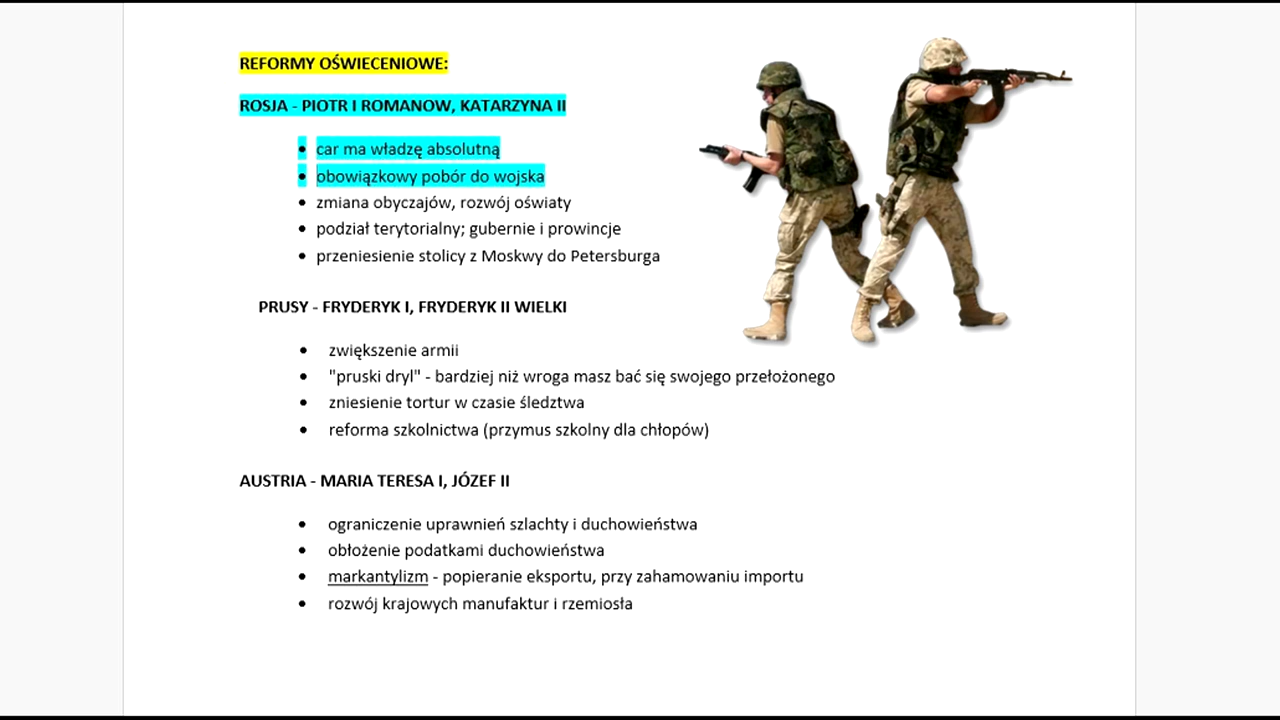 REFORMY OŚWIECENIOWE:
ROSJA - PIOTR I ROMANOW, KATARZYNA II
• car ma władzę absolutną
• obowiązkowy pobór do wojska
• zmiana obyczajów, rozwój oświaty
• podział terytorialny; gubernie i prowincje
• przeniesienie stolicy z Moskwy do Petersburga
PRUSY - FRYDERYK I, FRYDERYK II WIELKI
• zwiększenie armii
• "pruski dryl" - bardziej niż wroga masz bać się swojego przełożonego
• zniesienie tortur w czasie śledztwa
• reforma szkolnictwa (przymus szkolny dla chłopów)
AUSTRIA - MARIA TERESA I, JÓZEF II
• ograniczenie uprawnień szlachty i duchowieństwa
• obłożenie podatkami duchowieństwa
• markantylizm - popieranie eksportu, przy zahamowaniu importu
• rozwój krajowych manufaktur i rzemiosła